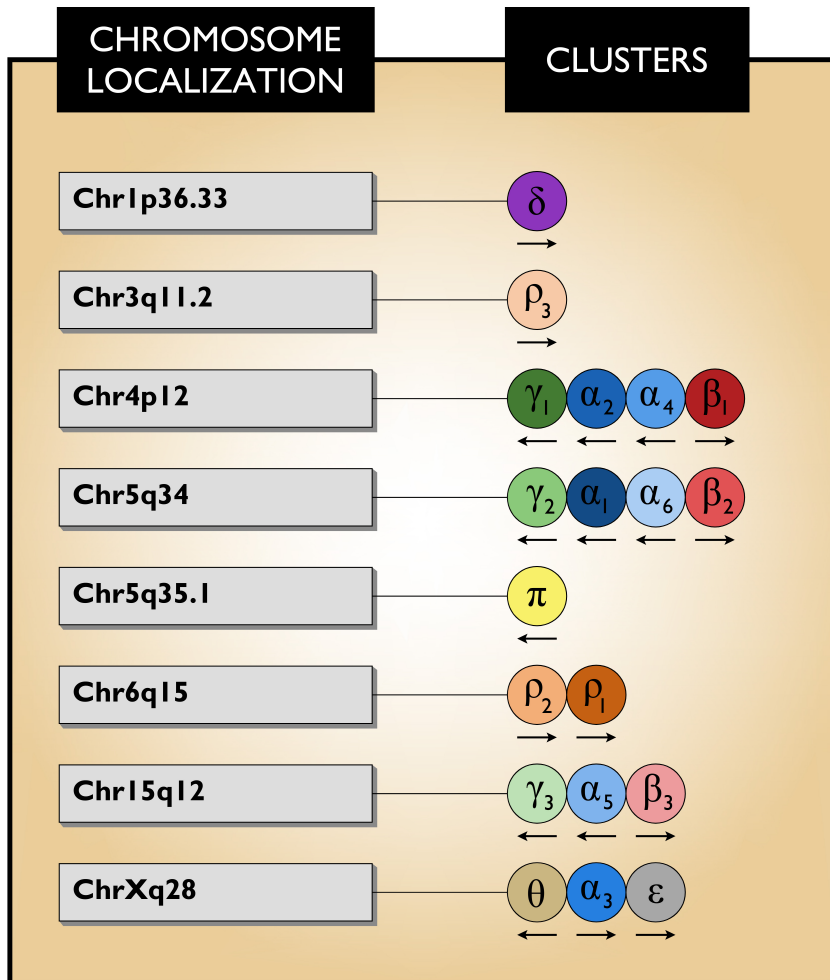 CHROMOSOME
LOCALIZATION
CLUSTERS
Chr1p36.33
δ
Chr3q11.2
ρ3
Chr4p12
γ1 α2 α4 β1
Chr5q34
γ2 α1 α6 β2
Chr5q35.1
π
Chr6q15
ρ2 ρ1
Chr15q12
γ3 α5 β3
ChrXq28
θ α3 ε